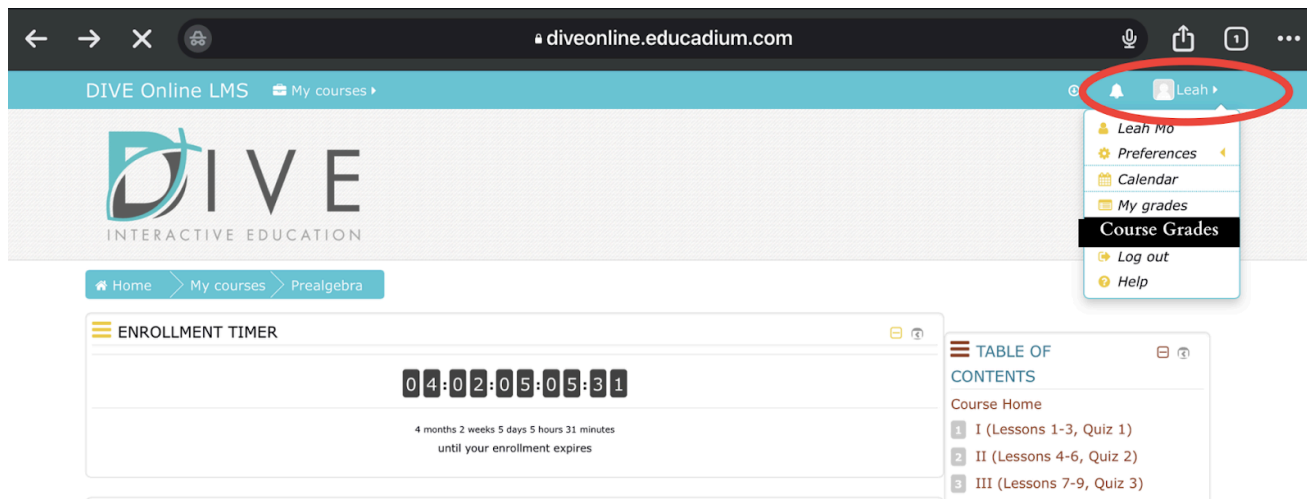 diveonline.educadium.com
1
DIVE Online LMS My courses
Leah
Leah Mo
Preferences
Calendar
My grades
Course Grades
Log out
Help
DIVE
INTERACTIVE EDUCATION
Home My courses Prealgebra
ENROLLMENT TIMER
04:02:05:05:31
4 months 2 weeks 5 days 5 hours 31 minutes
until your enrollment expires
TABLE OF
CONTENTS
Course Home
1 I (Lessons 1-3, Quiz 1)
2 II (Lessons 4-6, Quiz 2)
3 III (Lessons 7-9, Quiz 3)